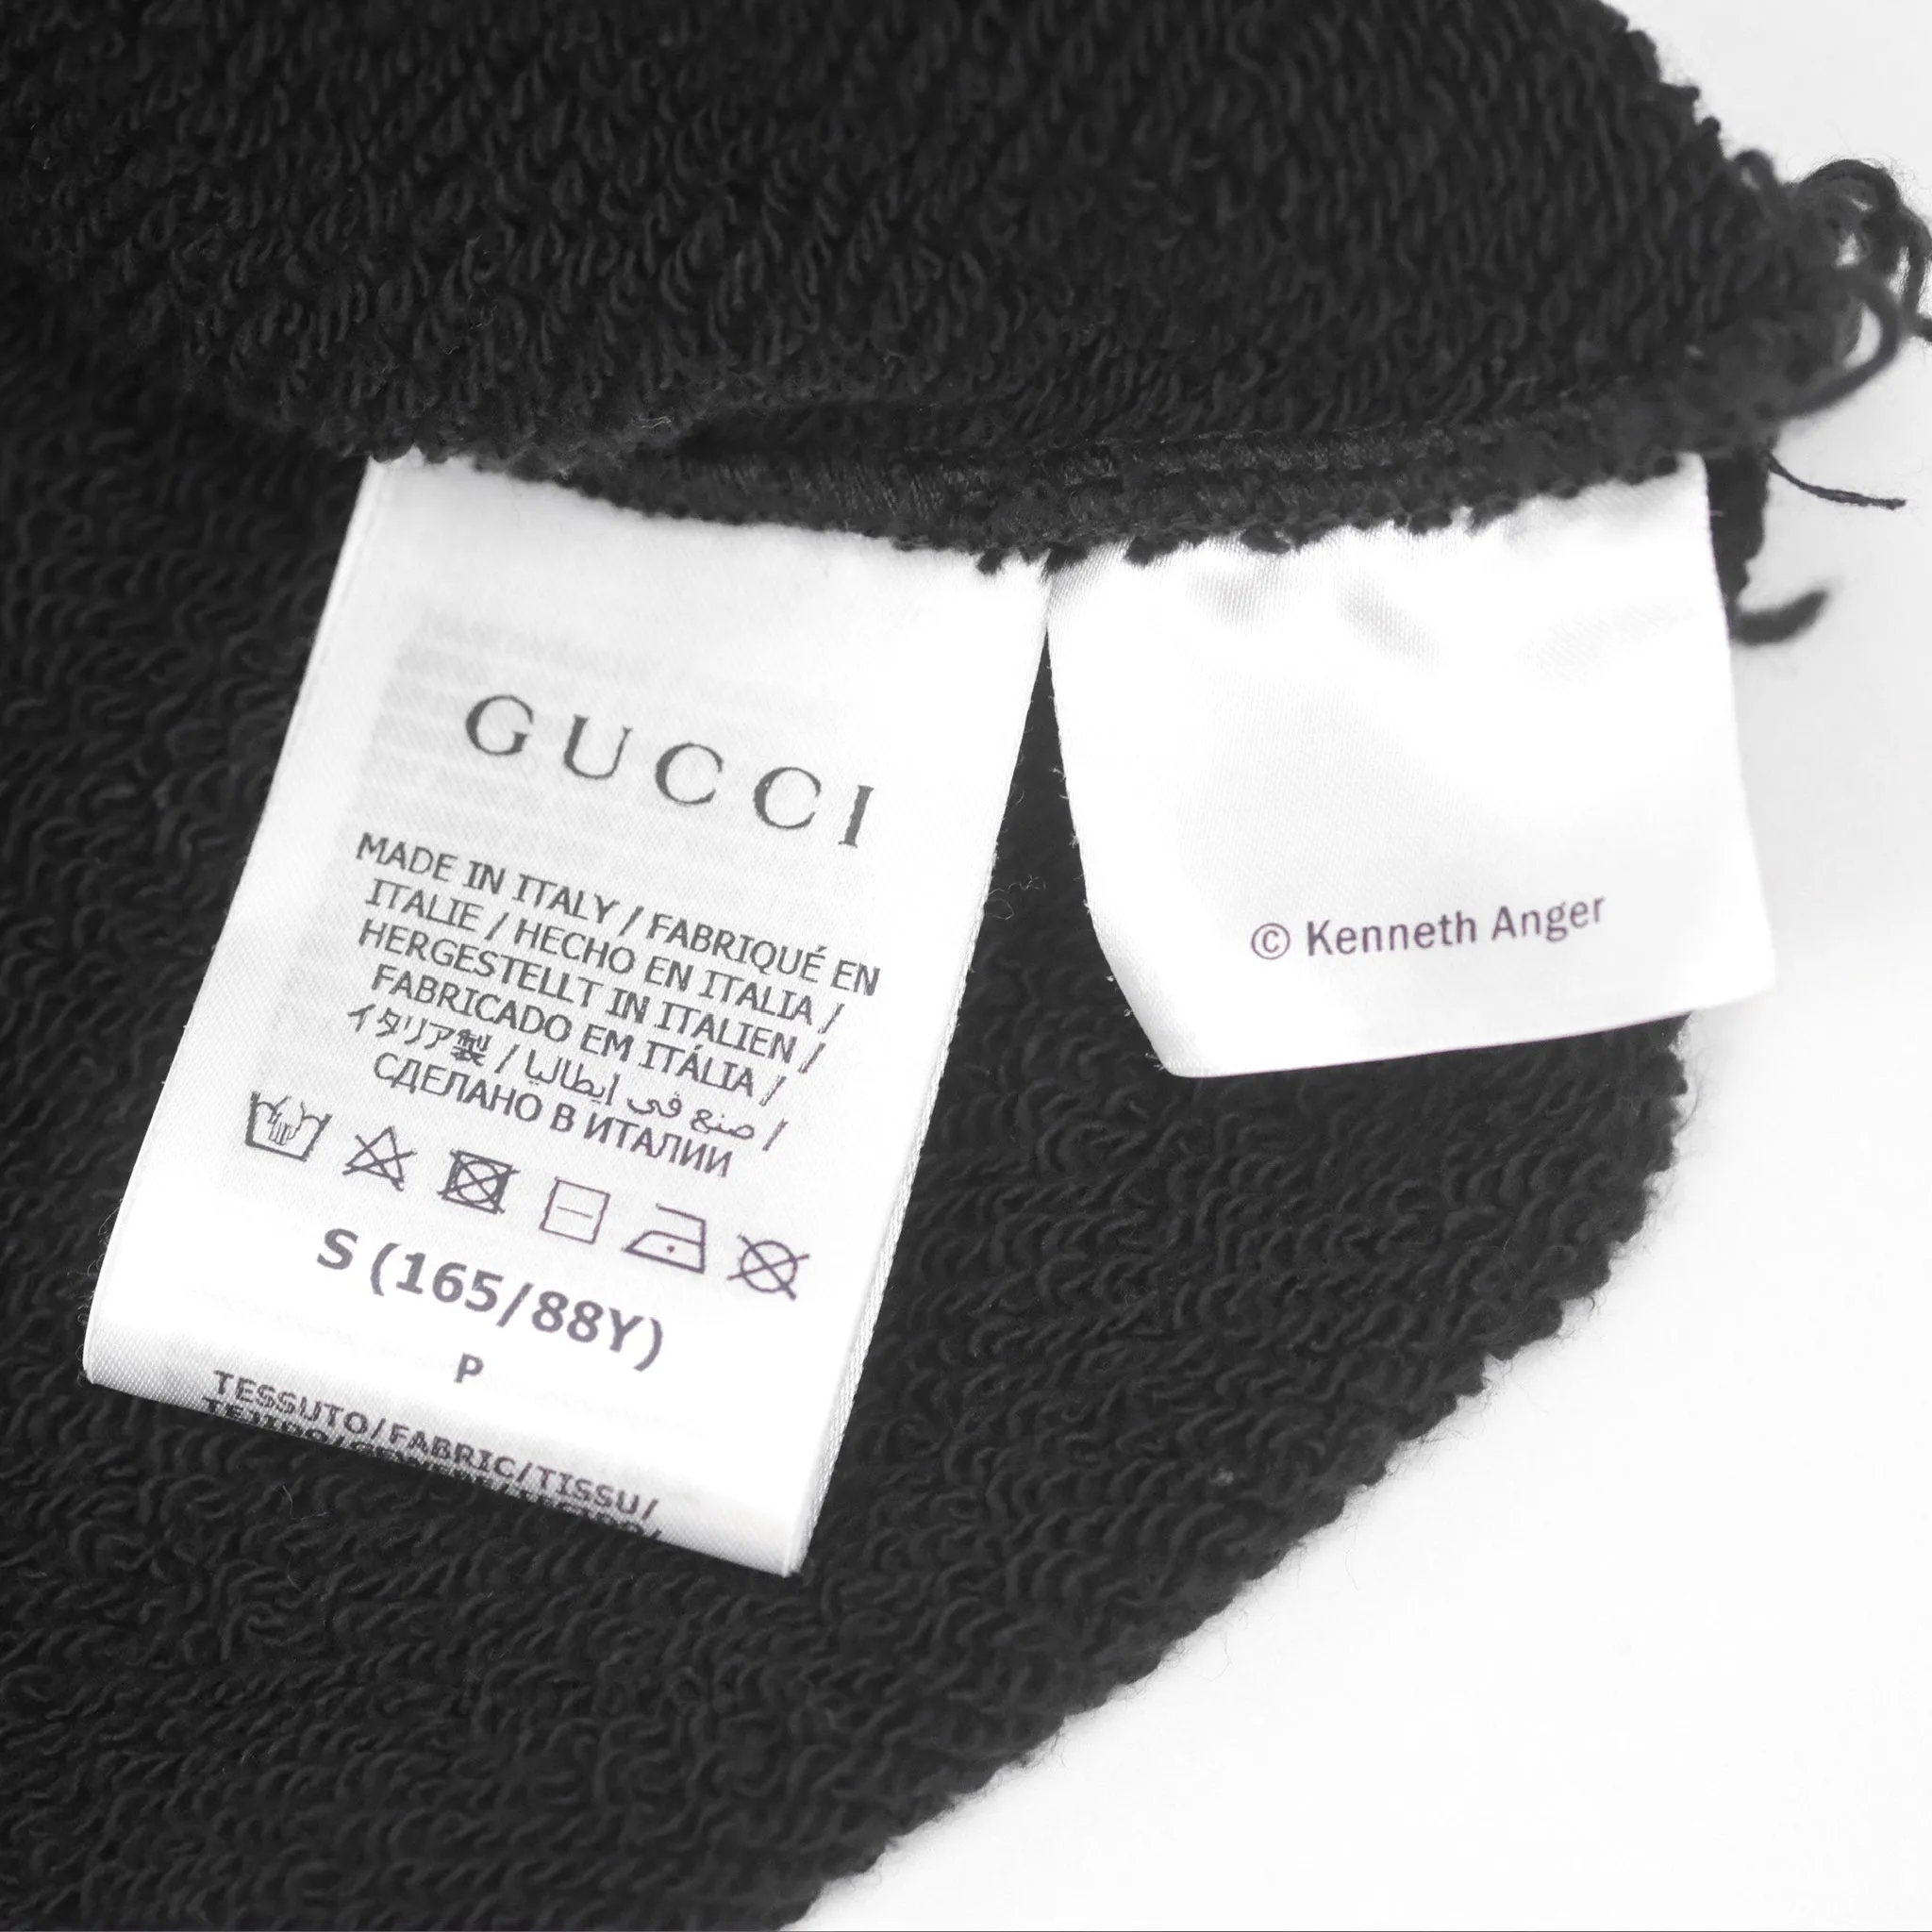 GUCCI
MADE IN ITALY / FABRIQUÉ EN
ITALIE / HECHO EN ITALIA /
HERGESTELLT IN ITALIEN /
FABRICADO EM ITÁLIA /
イタリア製 / صنع في إيطاليا /
СДЕЛАНО В ИТАЛИИ
S (165/88Y)
P
TESSUTO/FABRIC/TISSU/
© Kenneth Anger